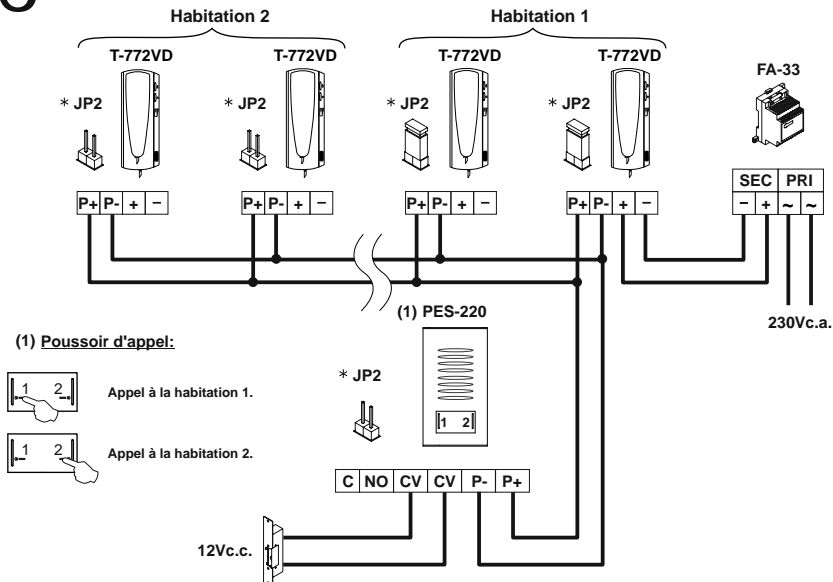 Habitation 2 Habitation 1
T-772VD T-772VD T-772VD T-772VD
FA-33
* JP2 * JP2 * JP2 * JP2
SEC PRI
P+ P- + – P+ P- + – P+ P- + – P+ P- + – – + ~ ~
230Vc.a.
(1) PES-220
(1) Poussoir d'appel:
* JP2
1 2 Appel à la habitation 1.
1 2
1 2 Appel à la habitation 2.
C NO CV CV P- P+
12Vc.c.